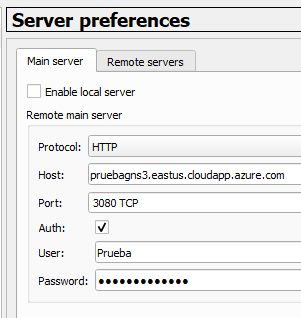 Server preferences
Main server
Remote servers
Enable local server
Remote main server
Protocol: HTTP
Host: pruebagns3.eastus.cloudapp.azure.com
Port: 3080 TCP
Auth:
User: Prueba
Password: •••••••••••••